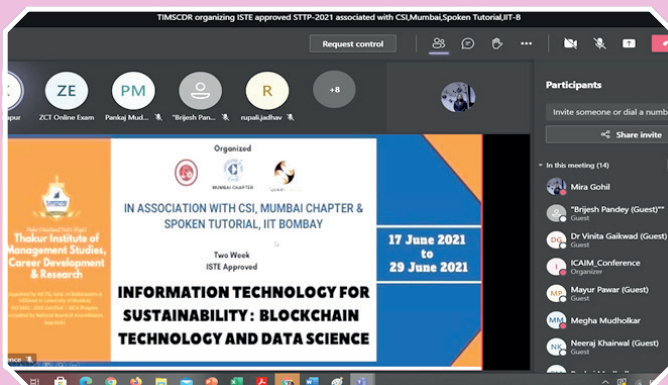 TIMSCDR organizing ISTE approved STTP-2021 associated with CSI,Mumbai,Spoken Tutorial,IIT-B
Request control
ZE
PM
R
+8
ZCT Online Exam
Pankaj Mud...
"Brijesh Pan...
rupali.jadhav
Participants
Invite someone or dial a numb
Share invite
In this meeting (14)
Mira Gohil
"Brijesh Pandey (Guest)""
Guest
DG
Dr Vinita Gaikwad (Guest)
Guest
I
ICAIM_Conference
Organizer
MP
Mayur Pawar (Guest)
Guest
MM
Megha Mudholkar
NK
Neeraj Khairwal (Guest)
Guest
Organized
MUMBAI CHAPTER
IN ASSOCIATION WITH CSI, MUMBAI CHAPTER &
SPOKEN TUTORIAL, IIT BOMBAY
Two Week
ISTE Approved
INFORMATION TECHNOLOGY FOR
SUSTAINABILITY : BLOCKCHAIN
TECHNOLOGY AND DATA SCIENCE
Thakur Institute of
Management Studies,
Career Development
& Research
17 June 2021
to
29 June 2021